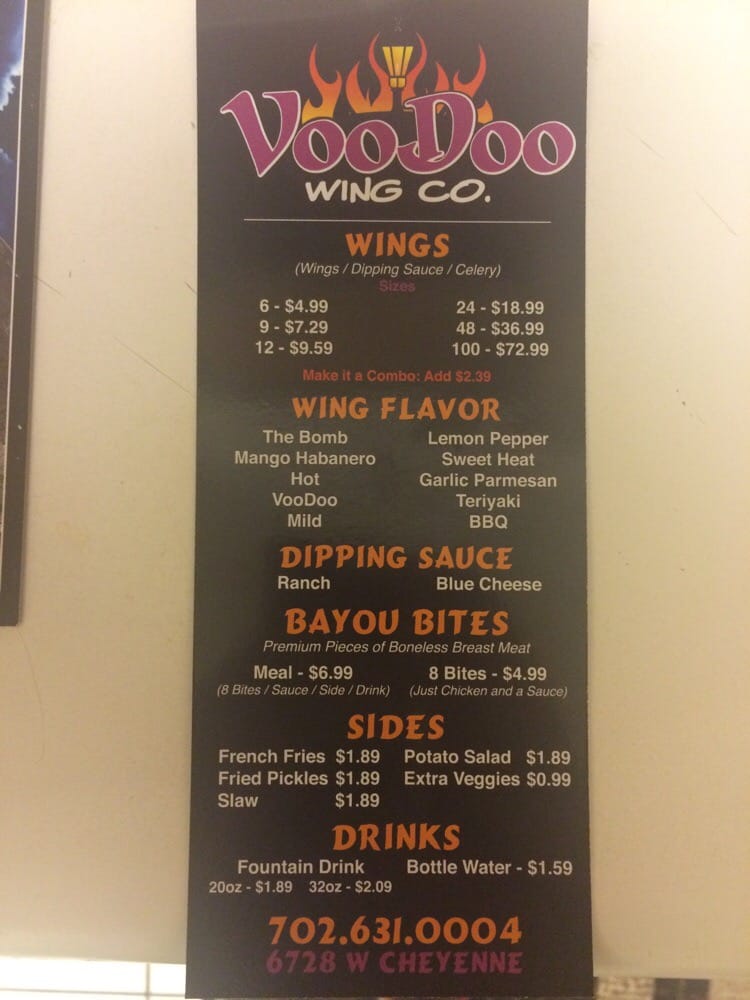 VooDoo
WING CO.
WINGS
(Wings / Dipping Sauce / Celery)
Sizes
6 - $4.99 24 - $18.99
9 - $7.29 48 - $36.99
12 - $9.59 100 - $72.99
Make it a Combo: Add $2.39
WING FLAVOR
The Bomb Lemon Pepper
Mango Habanero Sweet Heat
Hot Garlic Parmesan
VooDoo Teriyaki
Mild BBQ
DIPPING SAUCE
Ranch Blue Cheese
BAYOU BITES
Premium Pieces of Boneless Breast Meat
Meal - $6.99 8 Bites - $4.99
(8 Bites / Sauce / Side / Drink) (Just Chicken and a Sauce)
SIDES
French Fries $1.89 Potato Salad $1.89
Fried Pickles $1.89 Extra Veggies $0.99
Slaw $1.89
DRINKS
Fountain Drink Bottle Water - $1.59
20oz - $1.89 32oz - $2.09
702.631.0004
6728 W CHEYENNE